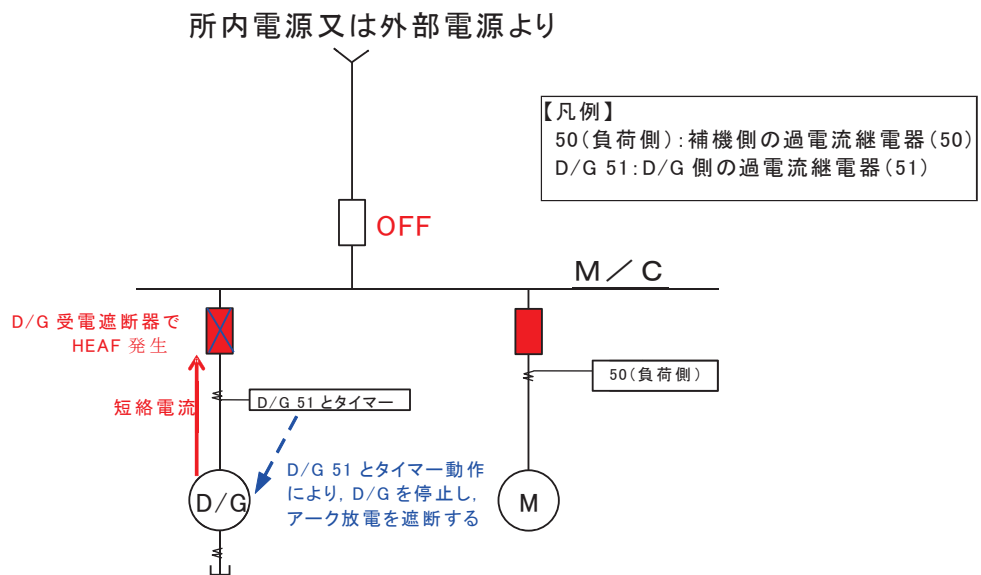 所内電源又は外部電源より
【凡例】
50(負荷側):補機側の過電流継電器(50)
D/G 51:D/G 側の過電流継電器(51)
OFF
M/C
D/G 受電遮断器で
HEAF 発生
50(負荷側)
短絡電流
D/G 51 とタイマー
D/G 51 とタイマー動作
により, D/G を停止し,
アーク放電を遮断する
D/G
M